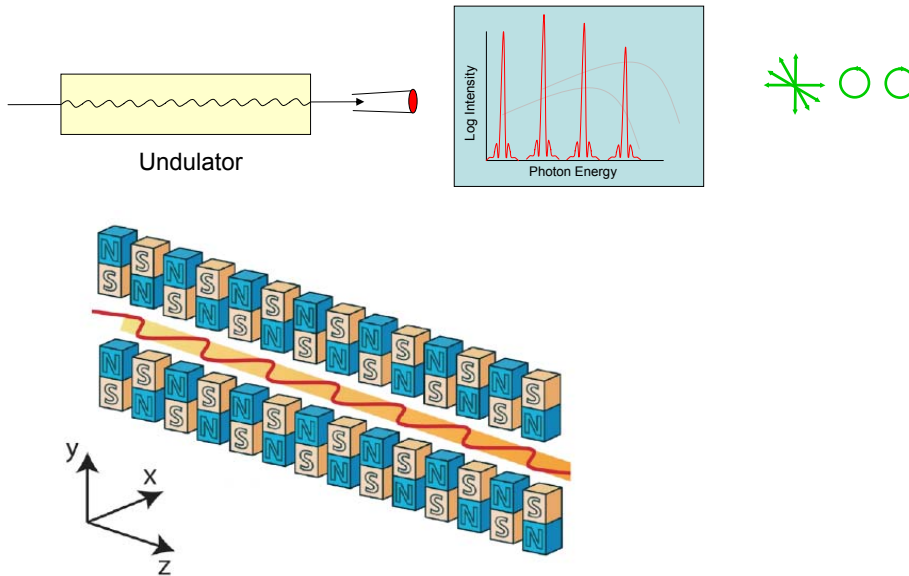 Undulator
Log Intensity
Photon Energy
N S N S N S N S N S N S N S
S N S N S N S N S N S N S N
N S N S N S N S N S N S N S
S N S N S N S N S N S N S N
y
x
z